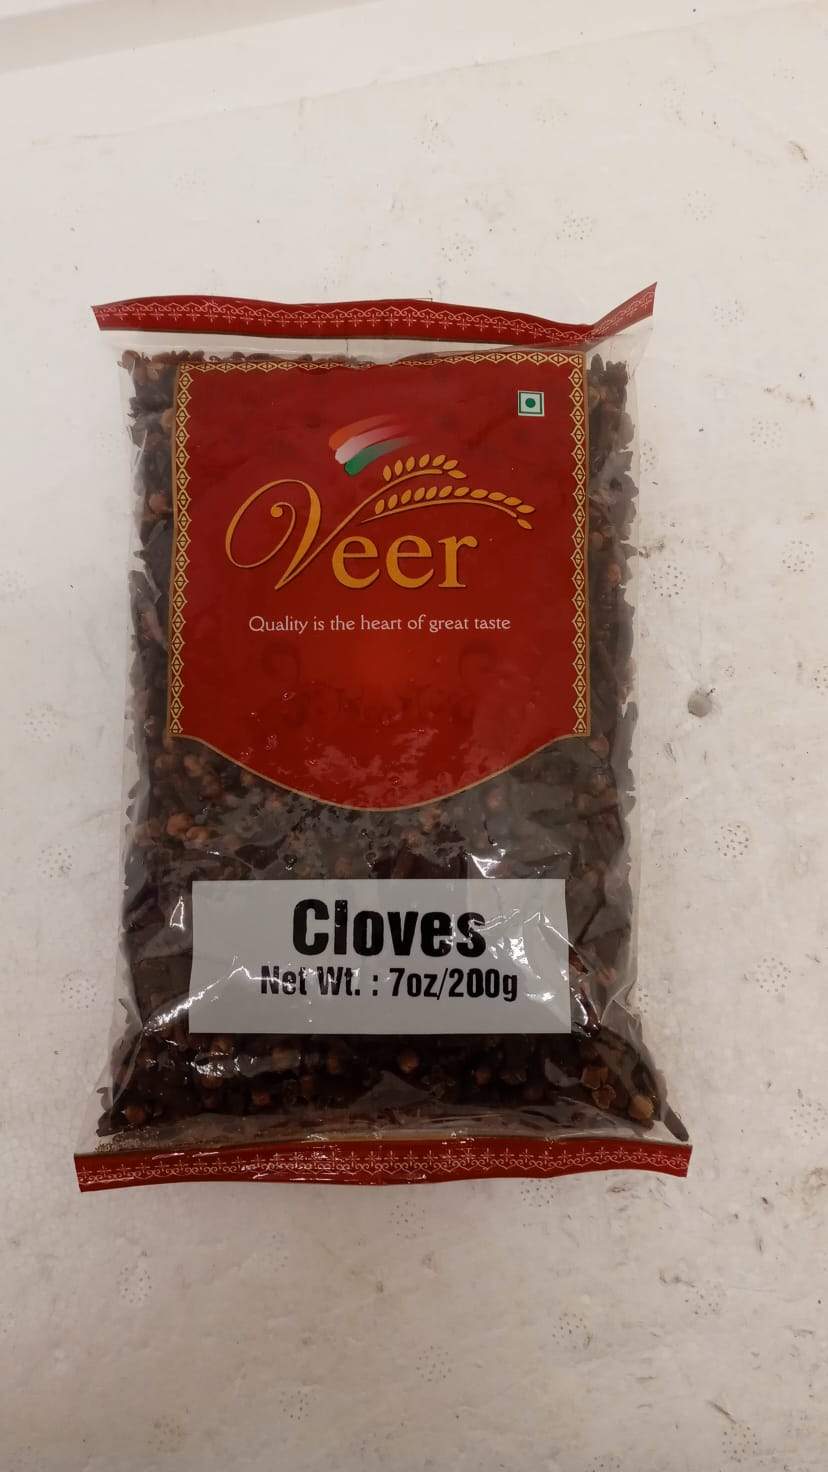 Veer
Quality is the heart of great taste
Cloves
Net Wt. : 7oz/200g